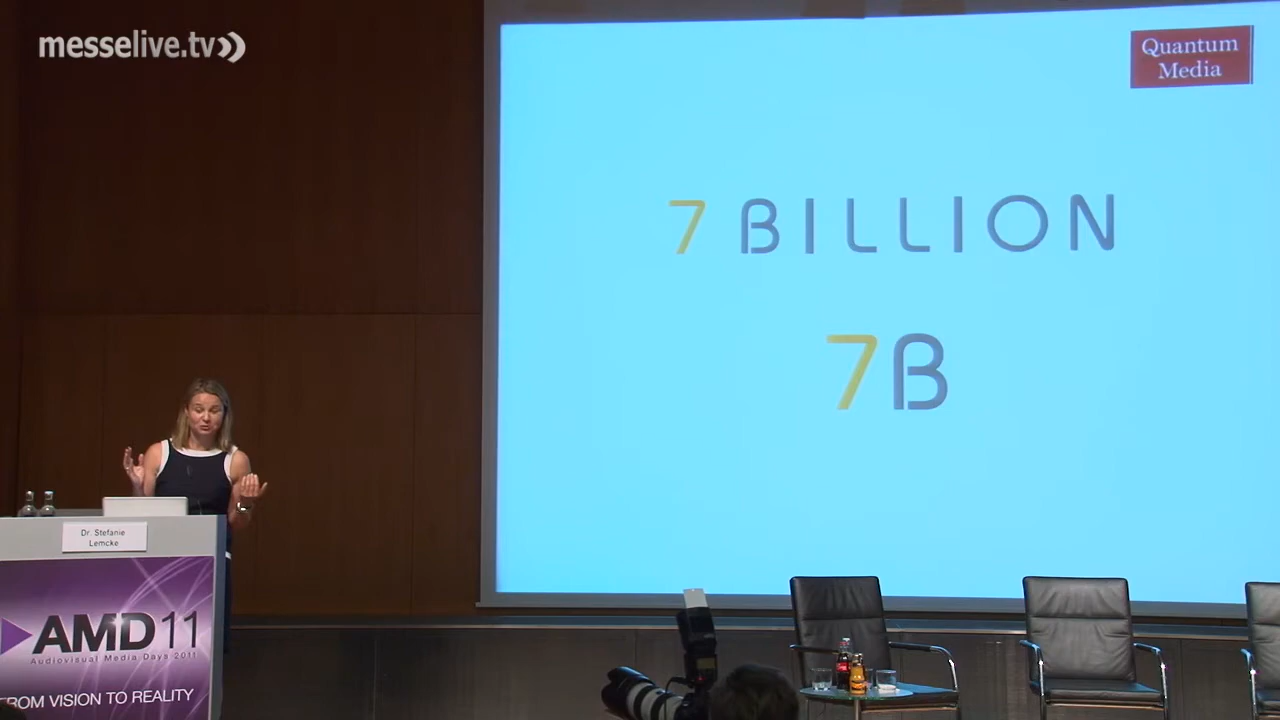 messelive.tv
Quantum
Media
7 BILLION
7B
Dr. Stefanie
Lemcke
AMD11
Audiovisual Media Days 2011
FROM VISION TO REALITY